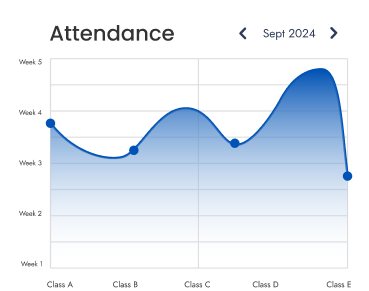 Attendance
Sept 2024
Week 5
Week 4
Week 3
Week 2
Week 1
Class A Class B Class C Class D Class E